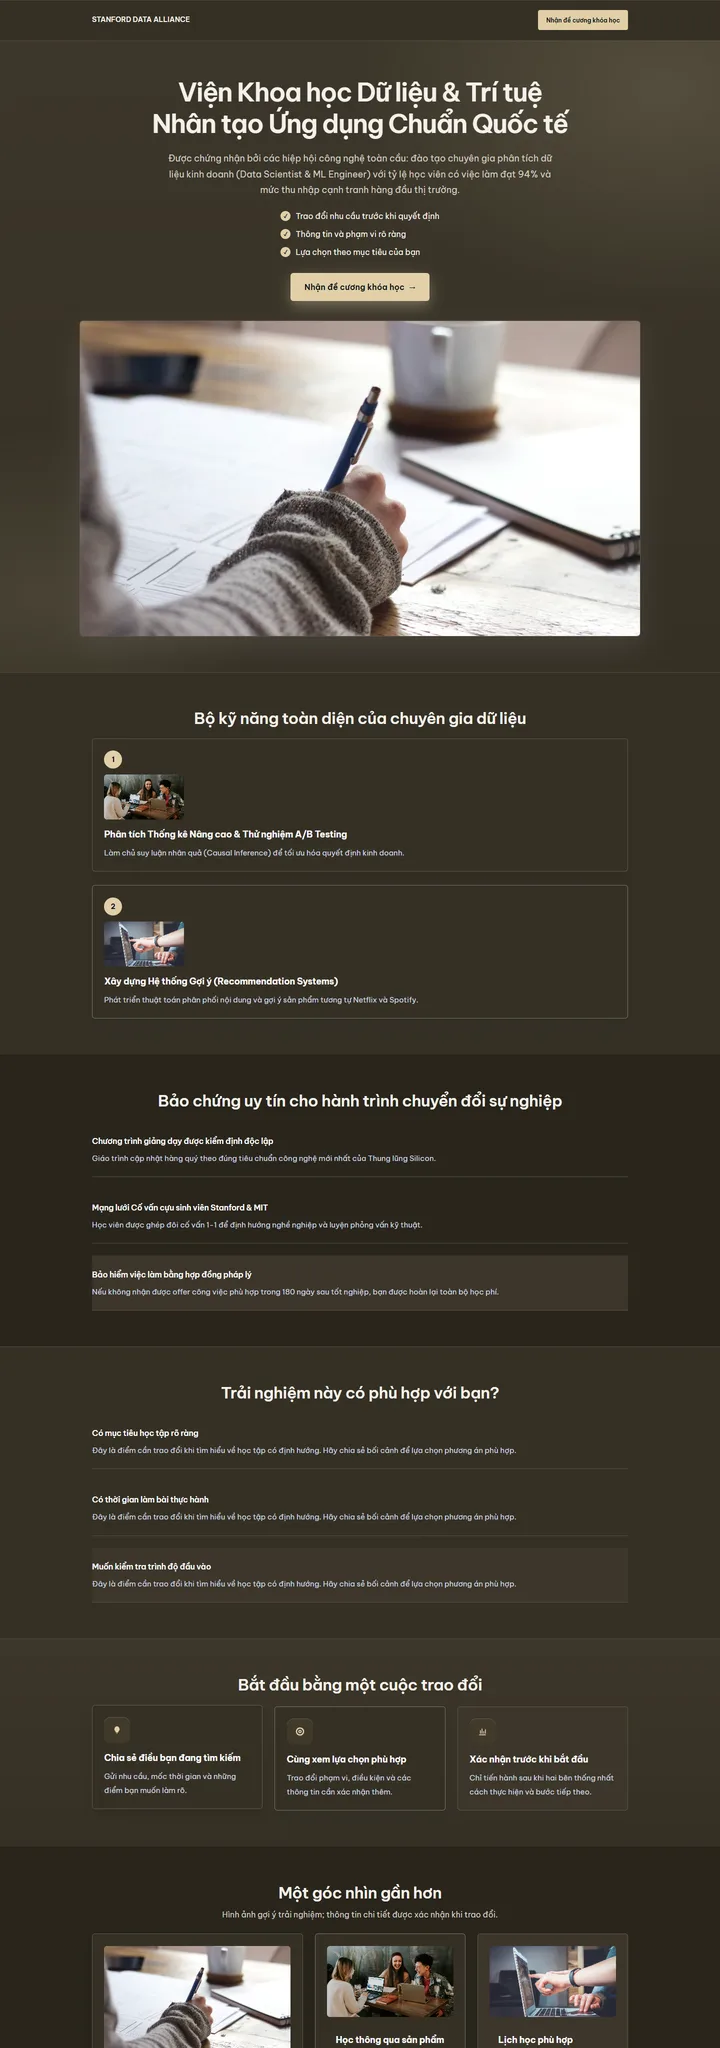 STANFORD DATA ALLIANCE
Nhận đề cương khóa học
Viện Khoa học Dữ liệu & Trí tuệ
Nhân tạo Ứng dụng Chuẩn Quốc tế
Được chứng nhận bởi các hiệp hội công nghệ toàn cầu: đào tạo chuyên gia phân tích dữ
liệu kinh doanh (Data Scientist & ML Engineer) với tỷ lệ học viên có việc làm đạt 94% và
mức thu nhập cạnh tranh hàng đầu thị trường.
✓ Trao đổi nhu cầu trước khi quyết định
✓ Thông tin và phạm vi rõ ràng
✓ Lựa chọn theo mục tiêu của bạn
Nhận đề cương khóa học →
Bộ kỹ năng toàn diện của chuyên gia dữ liệu
1
Phân tích Thống kê Nâng cao & Thử nghiệm A/B Testing
Làm chủ suy luận nhân quả (Causal Inference) để tối ưu hóa quyết định kinh doanh.
2
Xây dựng Hệ thống Gợi ý (Recommendation Systems)
Phát triển thuật toán phân phối nội dung và gợi ý sản phẩm tương tự Netflix và Spotify.
Bảo chứng uy tín cho hành trình chuyển đổi sự nghiệp
Chương trình giảng dạy được kiểm định độc lập
Giáo trình cập nhật hàng quý theo đúng tiêu chuẩn công nghệ mới nhất của Thung lũng Silicon.
Mạng lưới Cố vấn cựu sinh viên Stanford & MIT
Học viên được ghép đôi cố vấn 1-1 để định hướng nghề nghiệp và luyện phỏng vấn kỹ thuật.
Bảo hiểm việc làm bằng hợp đồng pháp lý
Nếu không nhận được offer công việc phù hợp trong 180 ngày sau tốt nghiệp, bạn được hoàn lại toàn bộ học phí.
Trải nghiệm này có phù hợp với bạn?
Có mục tiêu học tập rõ ràng
Đây là điểm cần trao đổi khi tìm hiểu về học tập có định hướng. Hãy chia sẻ bối cảnh để lựa chọn phương án phù hợp.
Có thời gian làm bài thực hành
Đây là điểm cần trao đổi khi tìm hiểu về học tập có định hướng. Hãy chia sẻ bối cảnh để lựa chọn phương án phù hợp.
Muốn kiểm tra trình độ đầu vào
Đây là điểm cần trao đổi khi tìm hiểu về học tập có định hướng. Hãy chia sẻ bối cảnh để lựa chọn phương án phù hợp.
Bắt đầu bằng một cuộc trao đổi
Chia sẻ điều bạn đang tìm kiếm
Gửi nhu cầu, mốc thời gian và những
điểm bạn muốn làm rõ.
Cùng xem lựa chọn phù hợp
Trao đổi phạm vi, điều kiện và các
thông tin cần xác nhận thêm.
Xác nhận trước khi bắt đầu
Chỉ tiến hành sau khi hai bên thống nhất
cách thực hiện và bước tiếp theo.
Một góc nhìn gần hơn
Hình ảnh gợi ý trải nghiệm; thông tin chi tiết được xác nhận khi trao đổi.
Học thông qua sản phẩm
Lịch học phù hợp